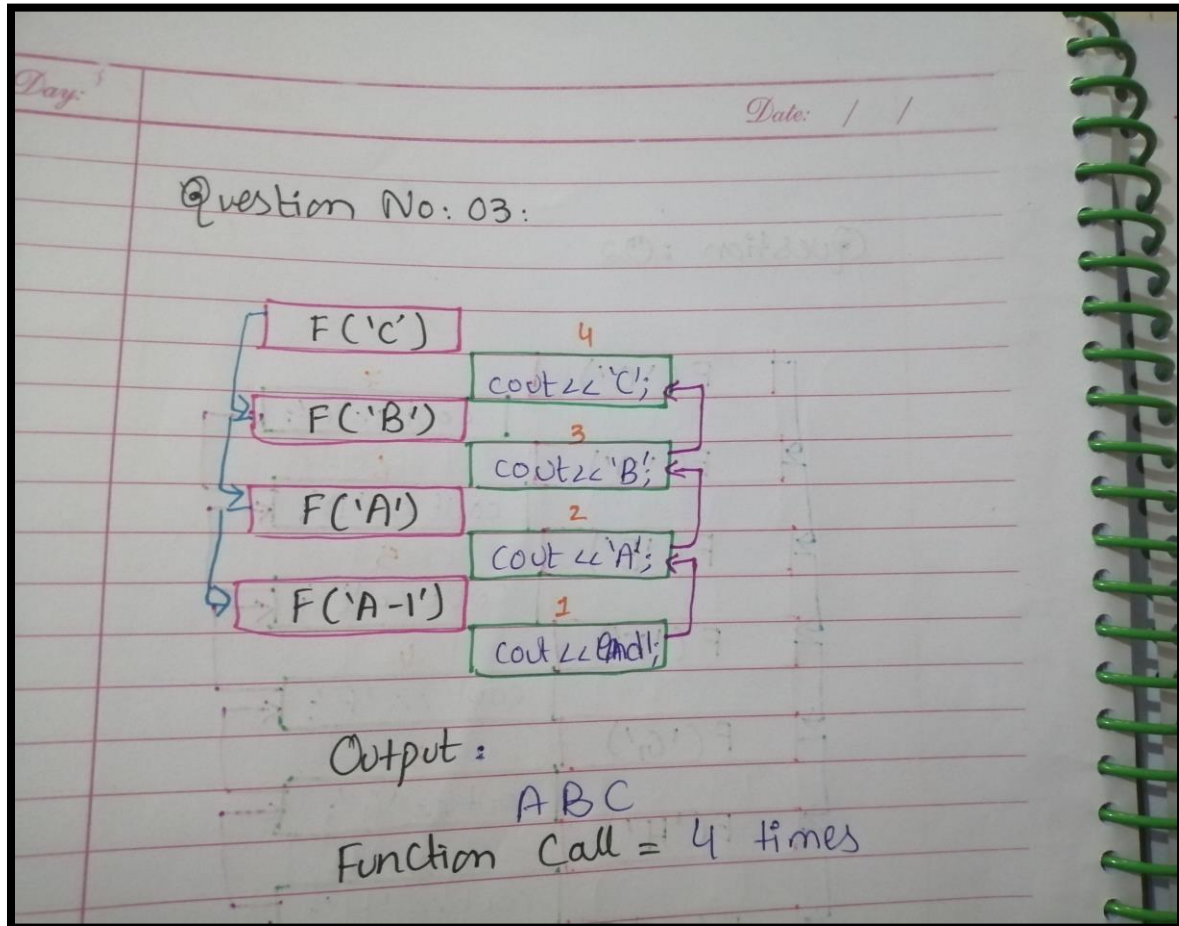 Day:
Date: / /
Question No: 03:
F('C')
4
cout<<'C';
F('B')
3
cout<<'B';
F('A')
2
cout<<'A';
F('A-1')
1
cout<<endl;
Output:
A B C
Function Call = 4 times